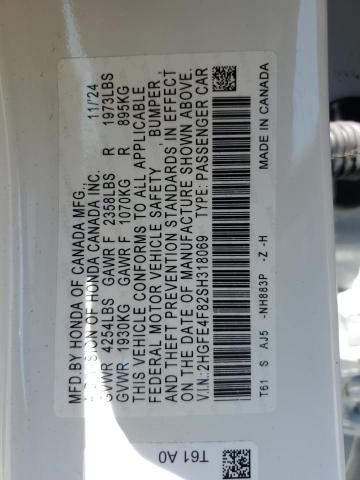 MFD.BY HONDA OF CANADA MFG.,
A DIVISION OF HONDA CANADA INC. 11/'24
GVWR 4254LBS GAWR F 2358LBS R 1973LBS
GVWR 1930KG GAWR F 1070KG R 895KG
THIS VEHICLE CONFORMS TO ALL APPLICABLE
FEDERAL MOTOR VEHICLE SAFETY , BUMPER ,
AND THEFT PREVENTION STANDARDS IN EFFECT
ON THE DATE OF MANUFACTURE SHOWN ABOVE.
V.I.N.: 2HGFE4F82SH318069 TYPE: PASSENGER CAR
T61 S AJ5 -NH883P -Z -H MADE IN CANADA
T61 A0